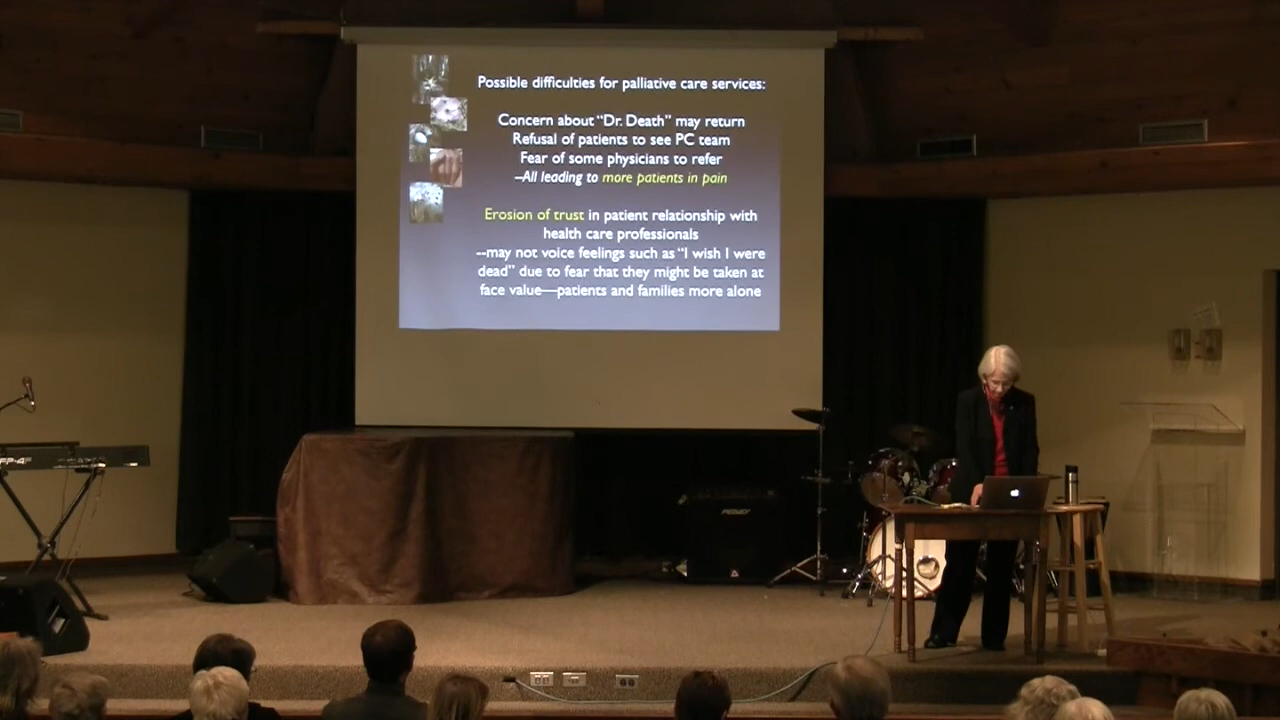 Possible difficulties for palliative care services:
Concern about “Dr. Death” may return
Refusal of patients to see PC team
Fear of some physicians to refer
–All leading to more patients in pain
Erosion of trust in patient relationship with
health care professionals
--may not voice feelings such as “I wish I were
dead” due to fear that they might be taken at
face value—patients and families more alone
PEAVEY